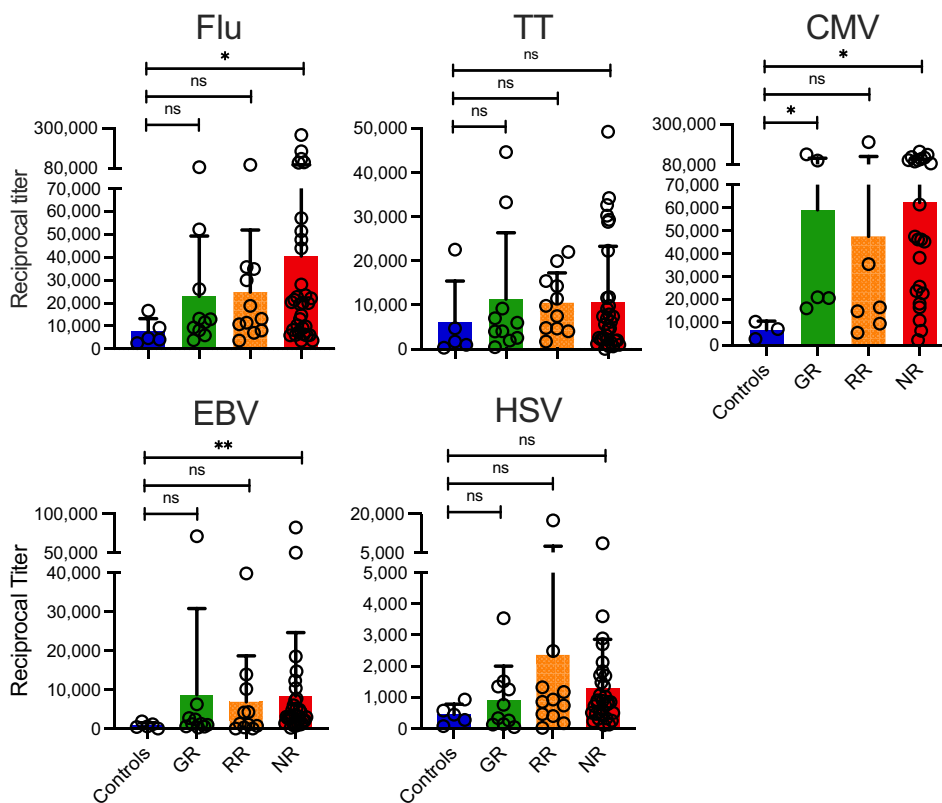 Flu
*
ns
ns
Reciprocal titer
300,000
80,000
70,000
60,000
50,000
40,000
30,000
20,000
10,000
0
TT
ns
ns
ns
50,000
40,000
30,000
20,000
10,000
0
CMV
*
ns
*
300,000
80,000
70,000
60,000
50,000
40,000
30,000
20,000
10,000
0
Controls
GR
RR
NR
EBV
**
ns
ns
Reciprocal Titer
100,000
50,000
40,000
30,000
20,000
10,000
0
Controls
GR
RR
NR
HSV
ns
ns
ns
20,000
5,000
5,000
4,000
3,000
2,000
1,000
0
Controls
GR
RR
NR